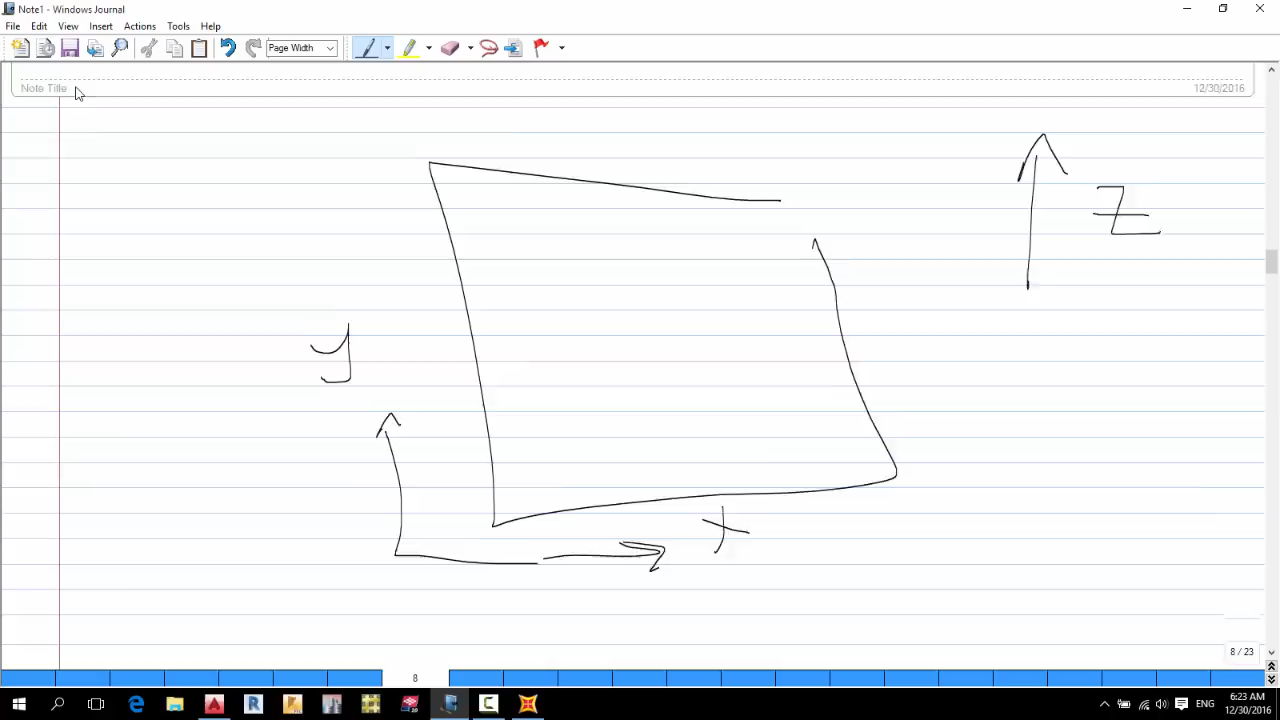 Note1 - Windows Journal
File Edit View Insert Actions Tools Help
Page Width
Note Title 12/30/2016
Z
y
x
8 / 23
8
ENG 6:23 AM
12/30/2016